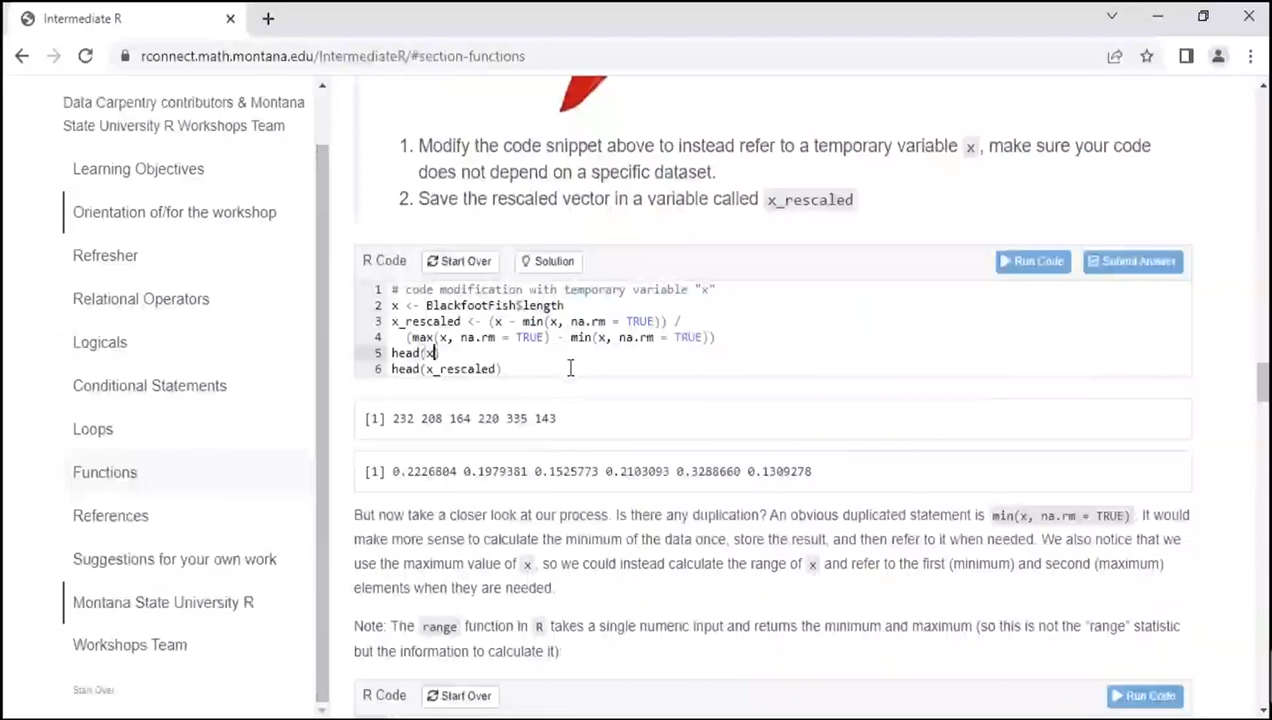 Intermediate R
rconnect.math.montana.edu/IntermediateR/#section-functions
Data Carpentry contributors & Montana
State University R Workshops Team
Learning Objectives
Orientation of/for the workshop
Refresher
Relational Operators
Logicals
Conditional Statements
Loops
Functions
References
Suggestions for your own work
Montana State University R
Workshops Team
Start Over
1. Modify the code snippet above to instead refer to a temporary variable x, make sure your code
does not depend on a specific dataset.
2. Save the rescaled vector in a variable called x_rescaled
R Code Start Over Solution Run Code Submit Answer
1 # code modification with temporary variable "x"
2 x <- BlackfootFish$length
3 x_rescaled <- (x - min(x, na.rm = TRUE)) /
4 (max(x, na.rm = TRUE) - min(x, na.rm = TRUE))
5 head(x)
6 head(x_rescaled)
[1] 232 208 164 220 335 143
[1] 0.2226804 0.1979381 0.1525773 0.2103093 0.3288660 0.1309278
But now take a closer look at our process. Is there any duplication? An obvious duplicated statement is min(x, na.rm = TRUE). It would
make more sense to calculate the minimum of the data once, store the result, and then refer to it when needed. We also notice that we
use the maximum value of x, so we could instead calculate the range of x and refer to the first (minimum) and second (maximum)
elements when they are needed.
Note: The range function in R takes a single numeric input and returns the minimum and maximum (so this is not the "range" statistic
but the information to calculate it):
R Code Start Over Run Code